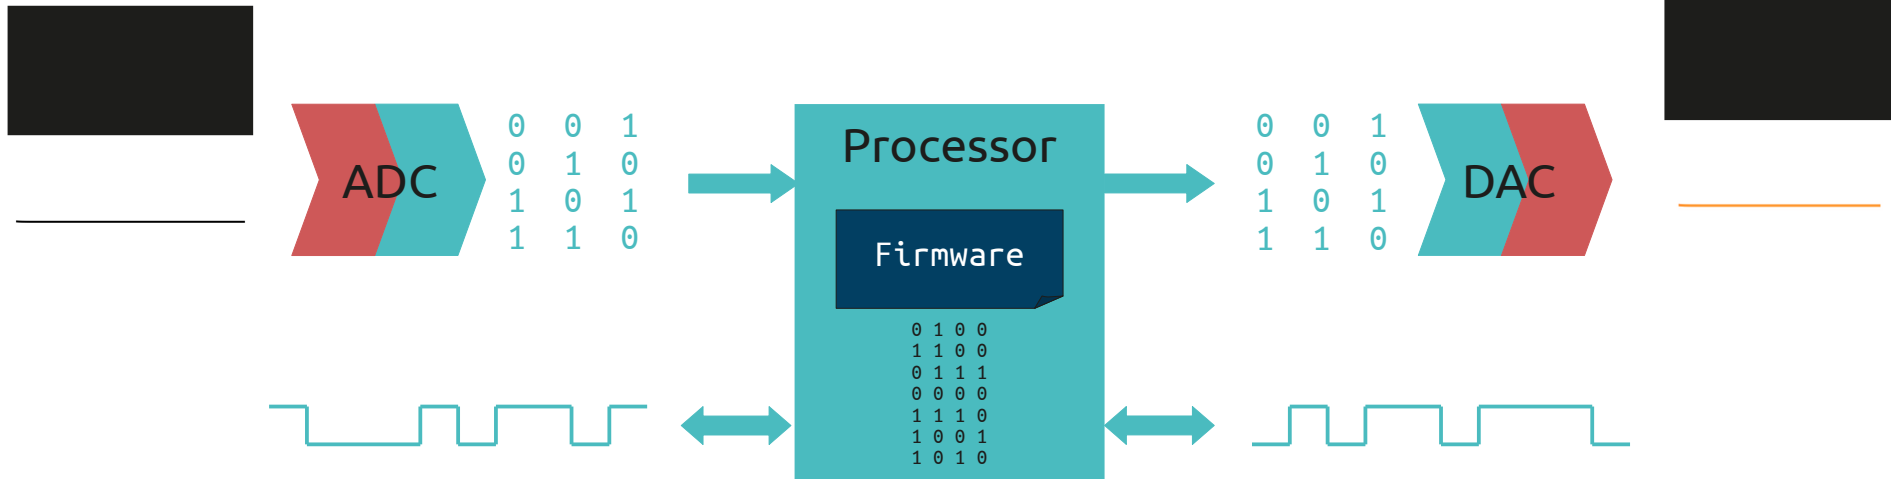 ADC
0 0 1
0 1 0
1 0 1
1 1 0
Processor
Firmware
0 1 0 0
1 1 0 0
0 1 1 1
0 0 0 0
1 1 1 0
1 0 0 1
1 0 1 0
0 0 1
0 1 0
1 0 1
1 1 0
DAC